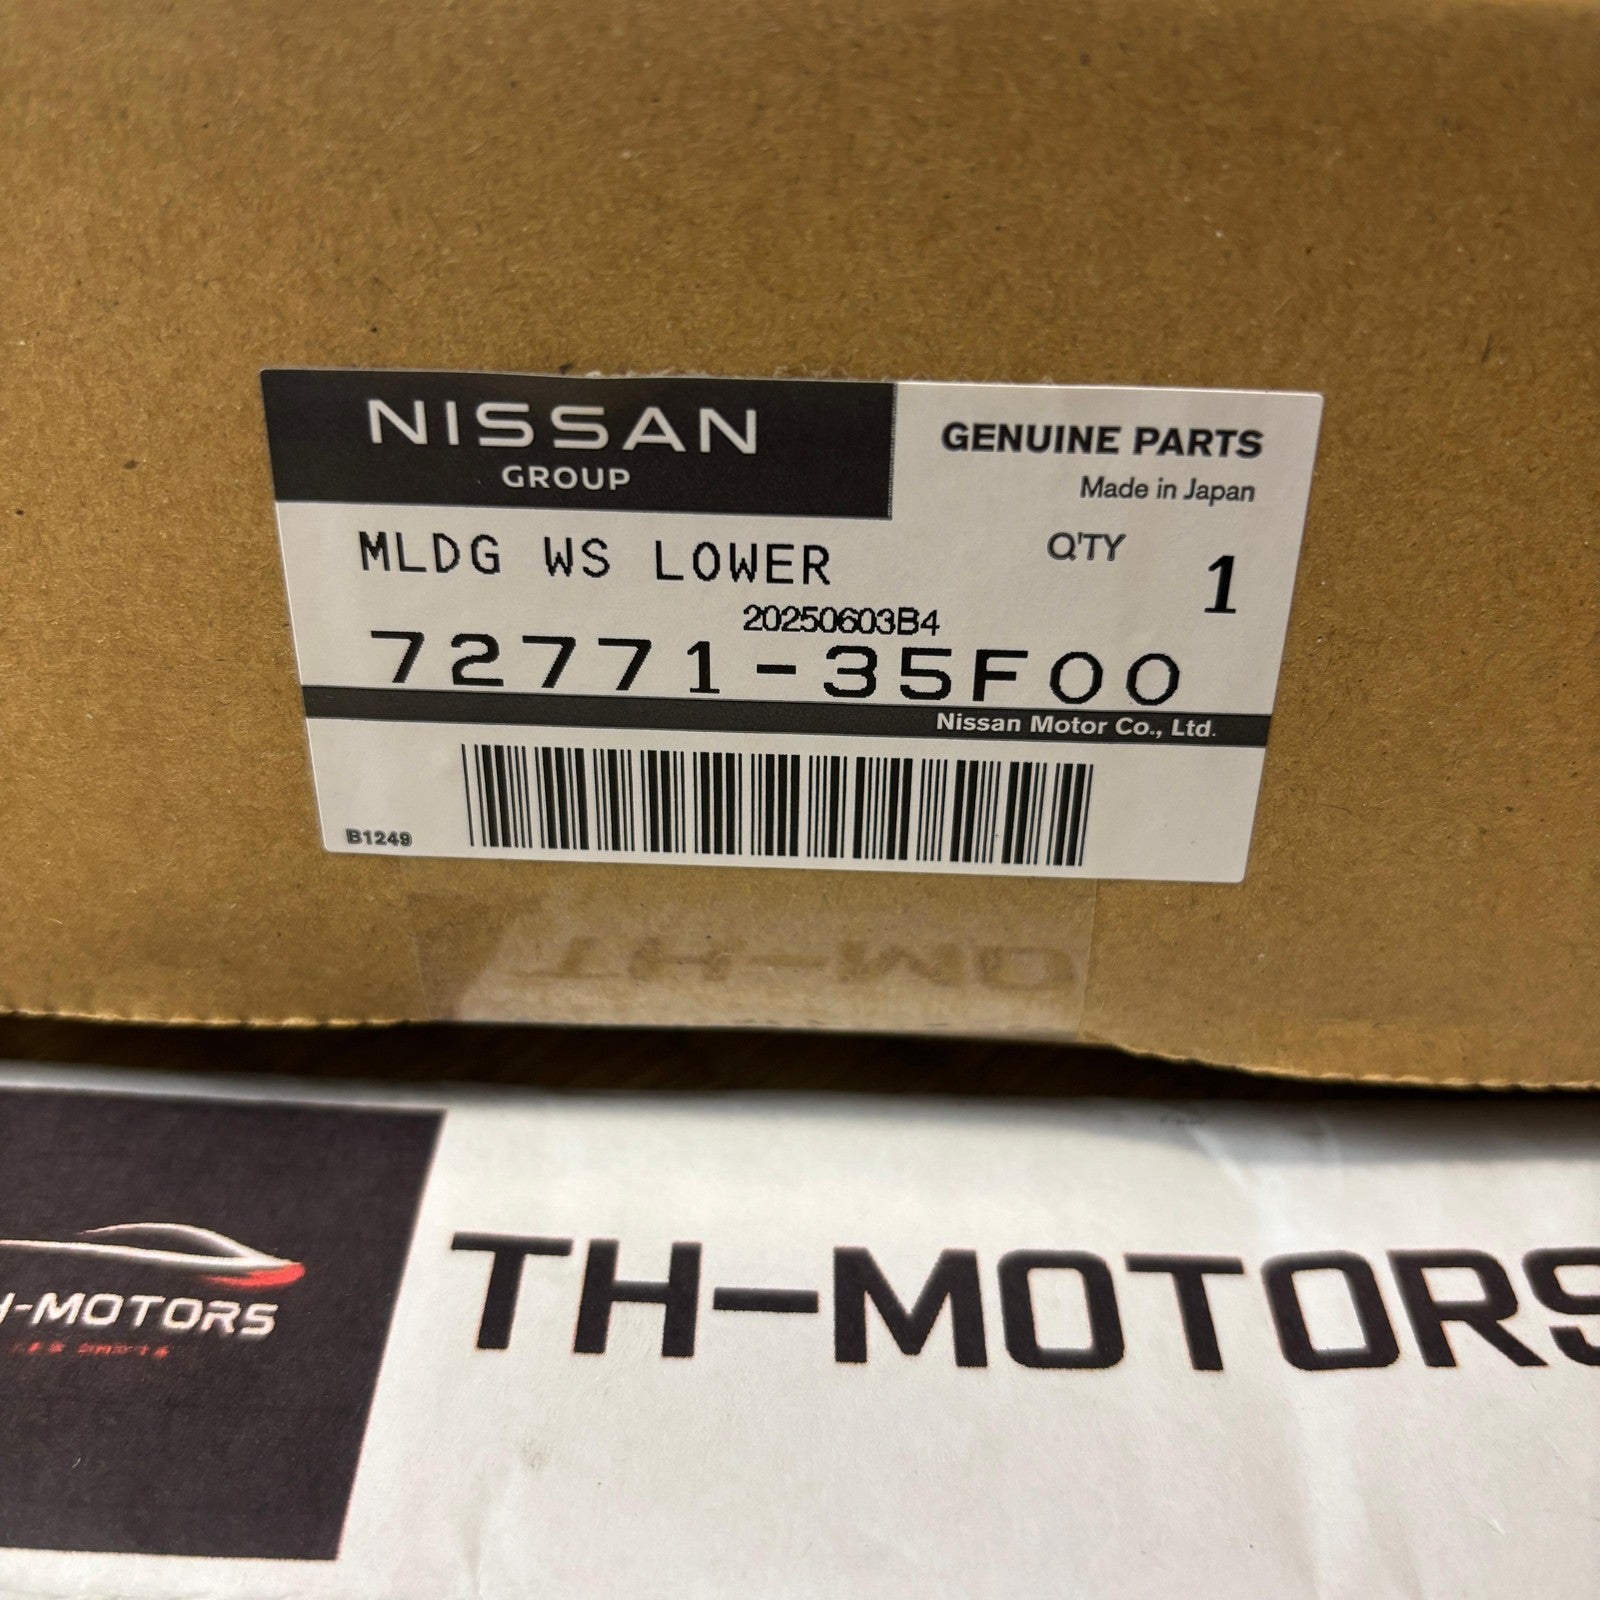 NISSAN
GROUP
GENUINE PARTS
Made in Japan
MLDG WS LOWER
Q'TY 1
20250603B4
72771-35F00
Nissan Motor Co., Ltd.
B1249
TH-MOTORS
H-MOTORS